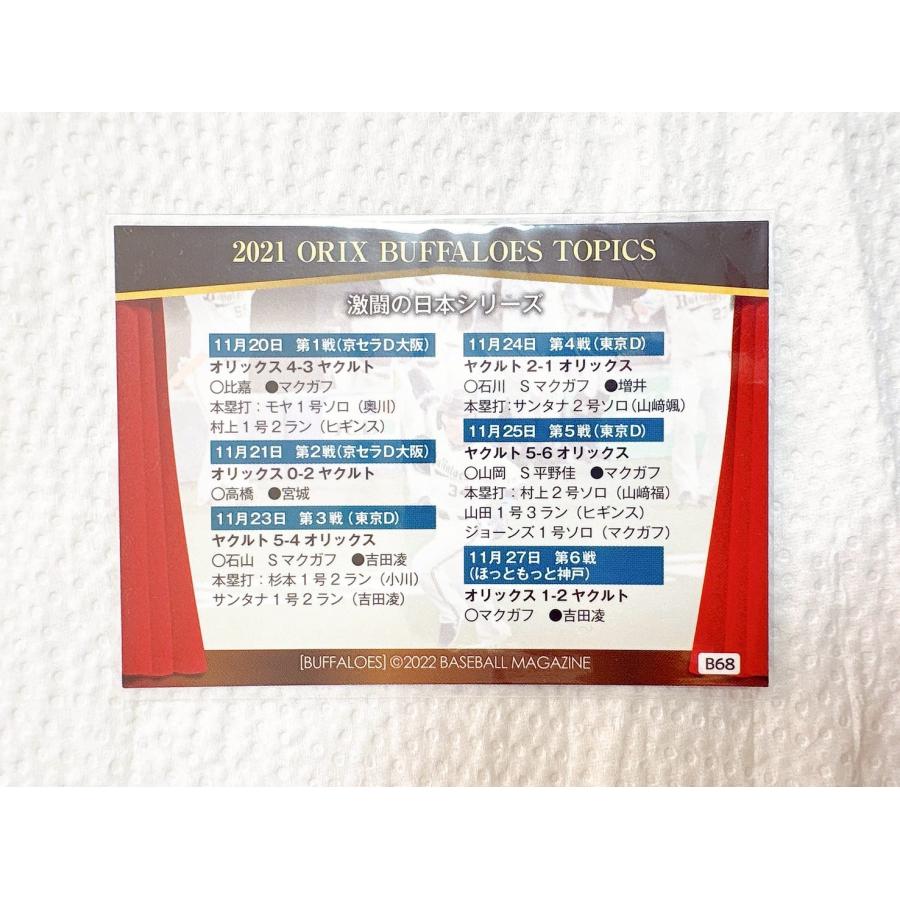 2021 ORIX BUFFALOES TOPICS
激闘の日本シリーズ
11月20日 第1戦(京セラD大阪)
オリックス 4-3 ヤクルト
〇比嘉 ●マクガフ
本塁打：モヤ１号ソロ（奥川）
村上１号２ラン（ヒギンス）
11月21日 第2戦(京セラD大阪)
オリックス 0-2 ヤクルト
〇高橋 ●宮城
11月23日 第３戦（東京D）
ヤクルト 5-4 オリックス
〇石山 Ｓマクガフ ●吉田凌
本塁打：杉本１号２ラン（小川）
サンタナ１号２ラン（吉田凌）
11月24日 第４戦（東京D）
ヤクルト 2-1 オリックス
〇石川 Ｓマクガフ ●増井
本塁打：サンタナ２号ソロ（山﨑颯）
11月25日 第５戦（東京D）
ヤクルト 5-6 オリックス
〇山岡 Ｓ平野佳 ●マクガフ
本塁打：村上２号ソロ（山﨑福）
山田１号３ラン（ヒギンス）
ジョーンズ１号ソロ（マクガフ）
11月27日 第６戦
（ほっともっと神戸）
オリックス 1-2 ヤクルト
〇マクガフ ●吉田凌
[BUFFALOES] ©2022 BASEBALL MAGAZINE
B68